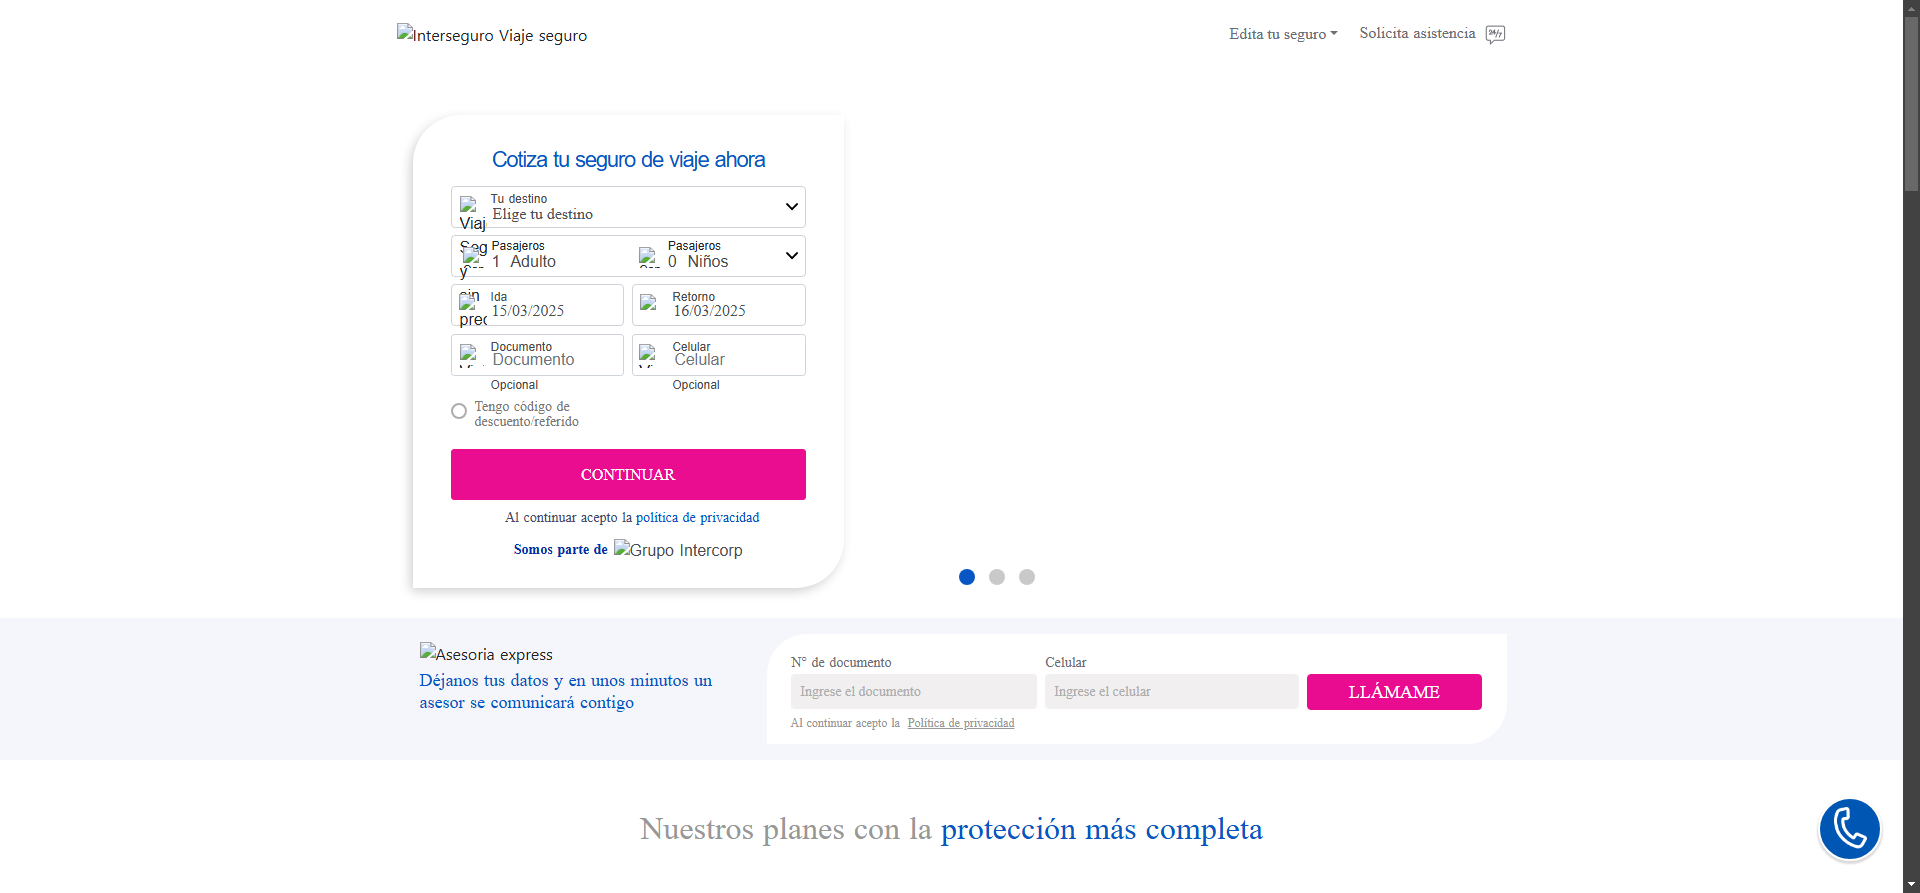 Interseguro Viaje seguro
Edita tu seguro
Solicita asistencia
24/7
Cotiza tu seguro de viaje ahora
Tu destino
Elige tu destino
Viaj
Seg
y
sin
prec
Pasajeros
1 Adulto
Pasajeros
0 Niños
Ida
15/03/2025
Retorno
16/03/2025
Documento
Documento
Celular
Celular
Opcional
Opcional
Tengo código de
descuento/referido
CONTINUAR
Al continuar acepto la política de privacidad
Somos parte de Grupo Intercorp
Asesoria express
Déjanos tus datos y en unos minutos un
asesor se comunicará contigo
N° de documento
Celular
Ingrese el documento
Ingrese el celular
LLÁMAME
Al continuar acepto la Política de privacidad
Nuestros planes con la protección más completa